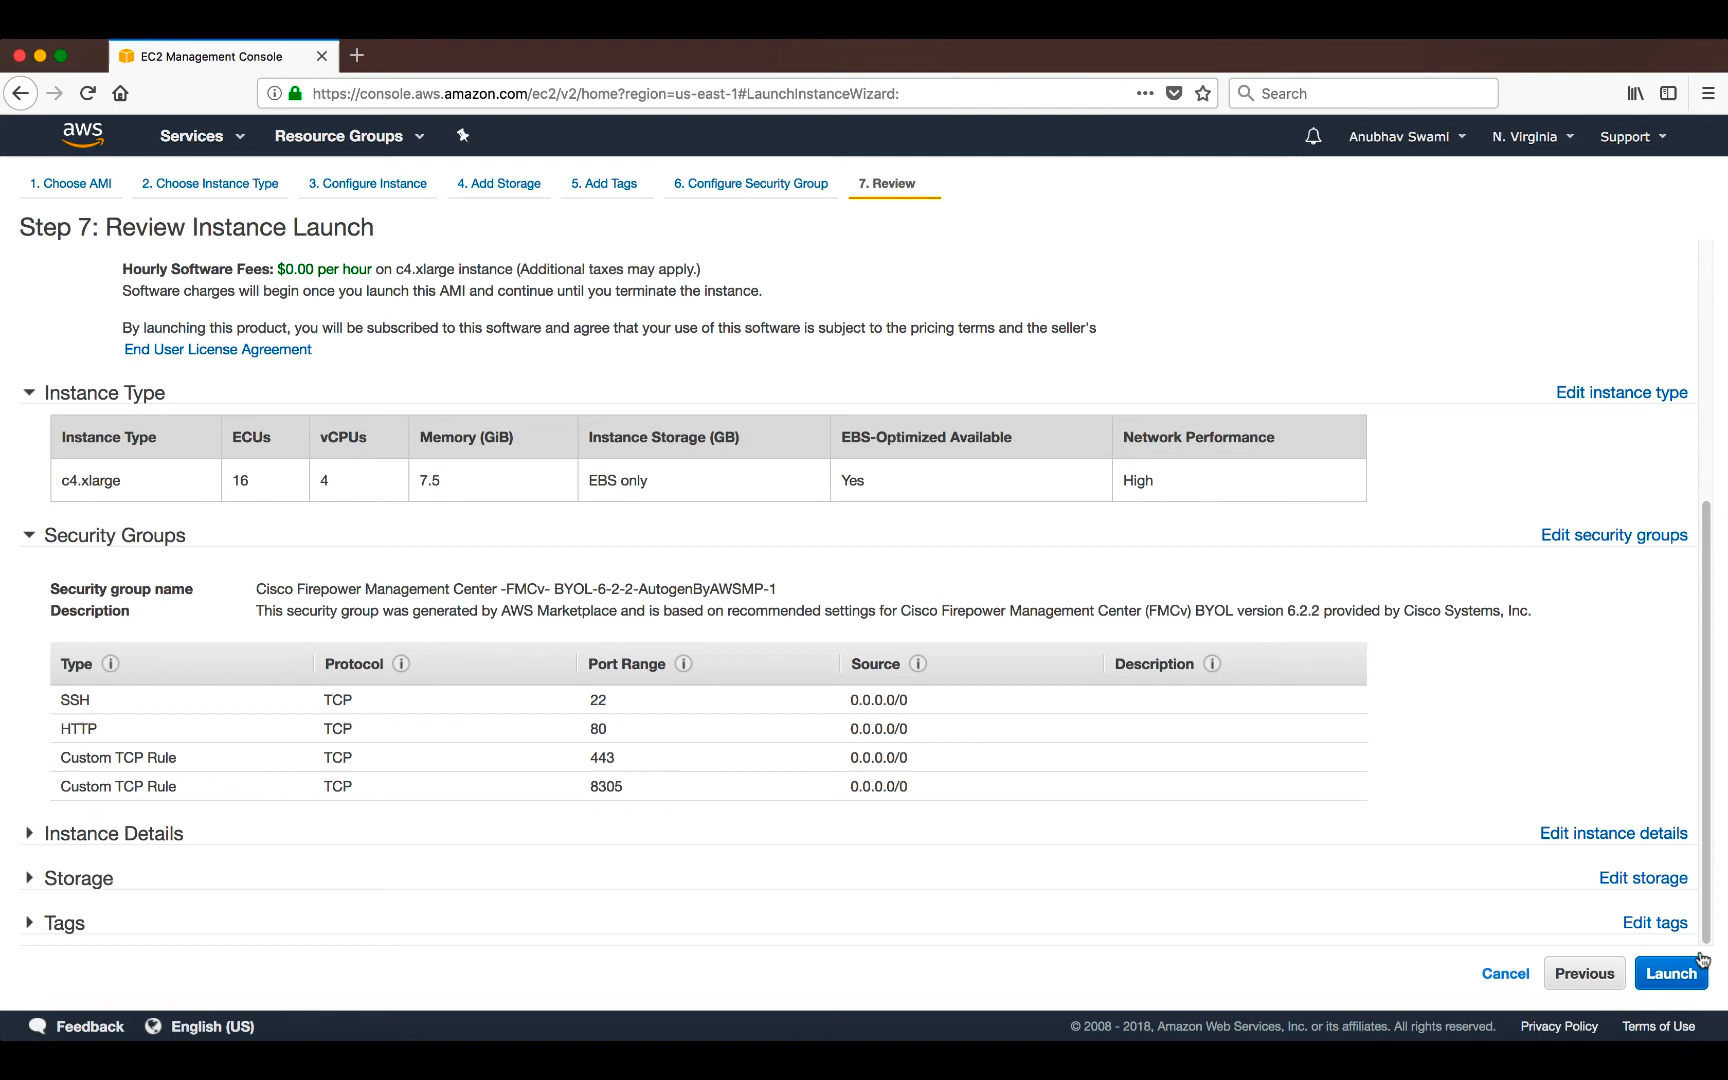 EC2 Management Console
https://console.aws.amazon.com/ec2/v2/home?region=us-east-1#LaunchInstanceWizard:
Search
aws
Services
Resource Groups
Anubhav Swami
N. Virginia
Support
1. Choose AMI
2. Choose Instance Type
3. Configure Instance
4. Add Storage
5. Add Tags
6. Configure Security Group
7. Review
Step 7: Review Instance Launch
Hourly Software Fees: $0.00 per hour on c4.xlarge instance (Additional taxes may apply.)
Software charges will begin once you launch this AMI and continue until you terminate the instance.
By launching this product, you will be subscribed to this software and agree that your use of this software is subject to the pricing terms and the seller's
End User License Agreement
Instance Type
Edit instance type
Instance Type ECUs vCPUs Memory (GiB) Instance Storage (GB) EBS-Optimized Available Network Performance
c4.xlarge 16 4 7.5 EBS only Yes High
Security Groups
Edit security groups
Security group name Cisco Firepower Management Center -FMCv- BYOL-6-2-2-AutogenByAWSMP-1
Description This security group was generated by AWS Marketplace and is based on recommended settings for Cisco Firepower Management Center (FMCv) BYOL version 6.2.2 provided by Cisco Systems, Inc.
Type Protocol Port Range Source Description
SSH TCP 22 0.0.0.0/0
HTTP TCP 80 0.0.0.0/0
Custom TCP Rule TCP 443 0.0.0.0/0
Custom TCP Rule TCP 8305 0.0.0.0/0
Instance Details
Edit instance details
Storage
Edit storage
Tags
Edit tags
Cancel
Previous
Launch
Feedback
English (US)
© 2008 - 2018, Amazon Web Services, Inc. or its affiliates. All rights reserved.
Privacy Policy
Terms of Use